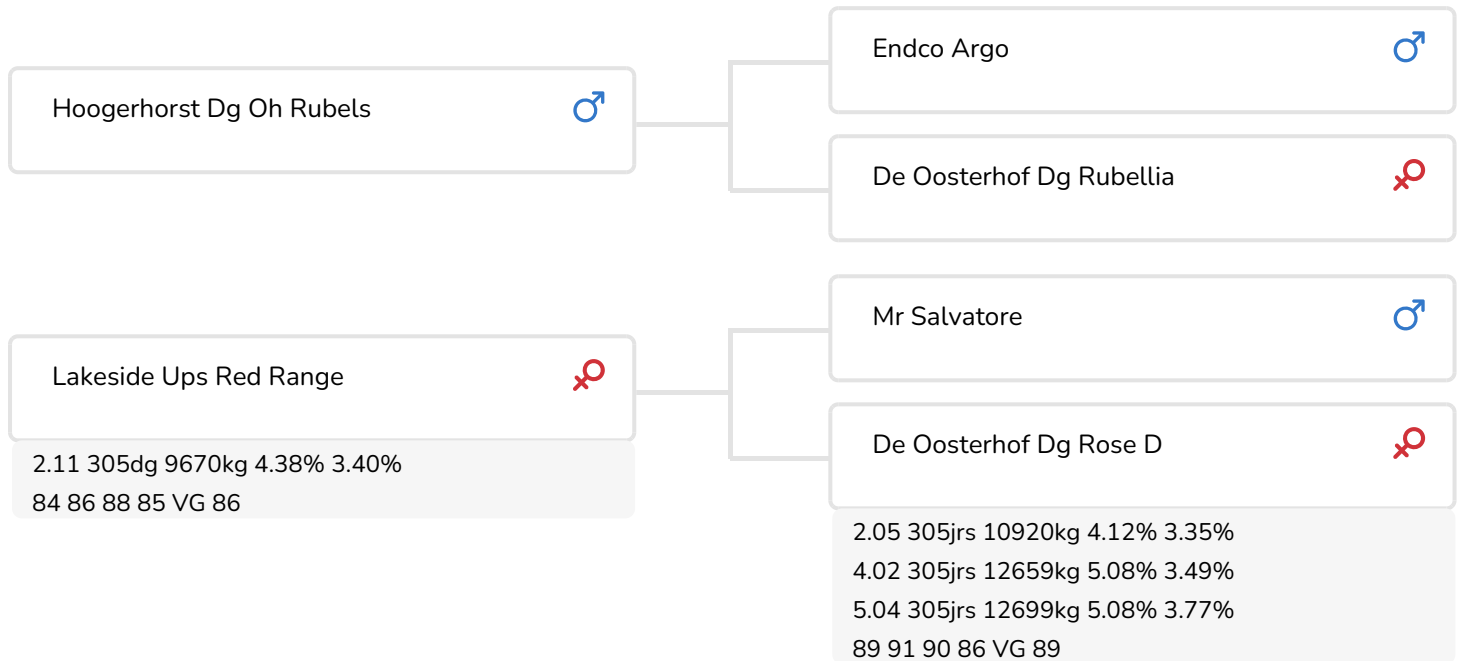 Endco Argo
Hoogerhorst Dg Oh Rubels
De Oosterhof Dg Rubellia
Mr Salvatore
Lakeside Ups Red Range
2.11 305dg 9670kg 4.38% 3.40%
84 86 88 85 VG 86
De Oosterhof Dg Rose D
2.05 305jrs 10920kg 4.12% 3.35%
4.02 305jrs 12659kg 5.08% 3.49%
5.04 305jrs 12699kg 5.08% 3.77%
89 91 90 86 VG 89